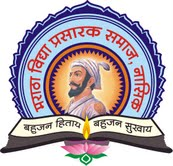 मराठा विद्या प्रसारक समाज, नाशिक
बहुजन हिताय बहुजन सुखाय